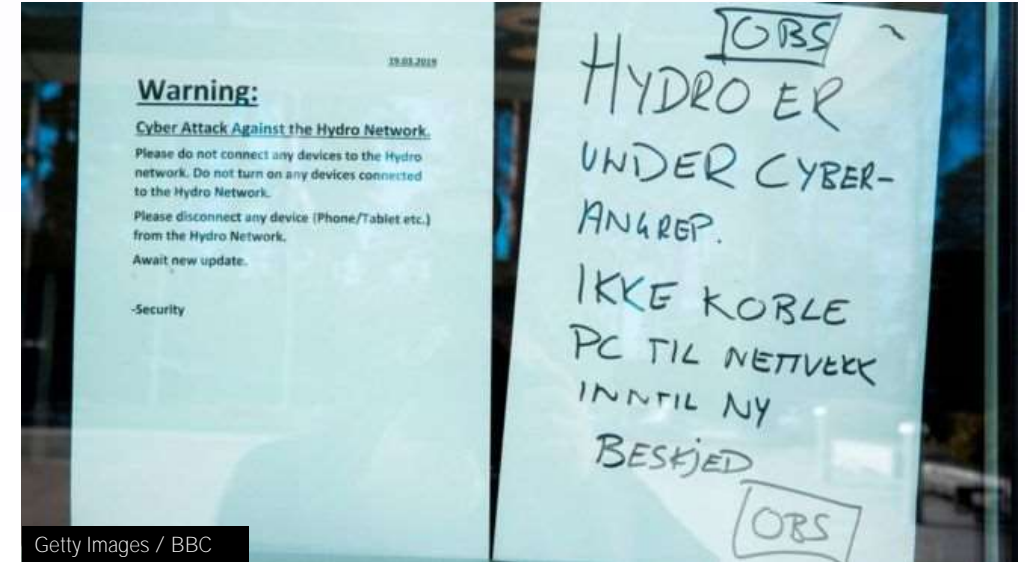 19.03.2019
Warning:
Cyber Attack Against the Hydro Network.
Please do not connect any devices to the Hydro
network. Do not turn on any devices connected
to the Hydro Network.
Please disconnect any device (Phone/Tablet etc.)
from the Hydro Network.
Await new update.
-Security
OBS
HYDRO ER
UNDER CYBER-
ANGREP.
IKKE KOBLE
PC TIL NETTVERK
INNTIL NY
BESKJED
OBS
Getty Images / BBC